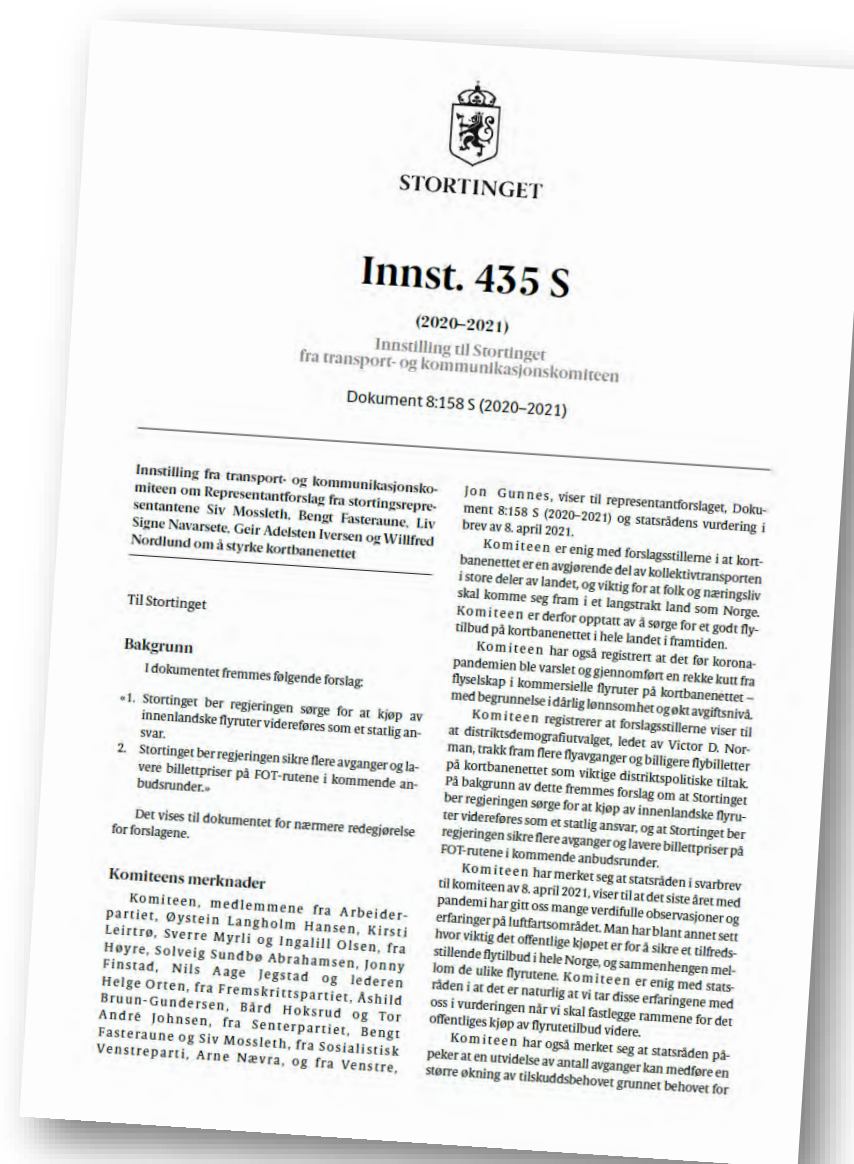 STORTINGET
Innst. 435 S
(2020–2021)
Innstilling til Stortinget
fra transport- og kommunikasjonskomiteen
Dokument 8:158 S (2020–2021)
Innstilling fra transport- og kommunikasjonsko-
miteen om Representantforslag fra stortingsrepre-
sentantene Siv Mossleth, Bengt Fasteraune, Liv
Signe Navarsete, Geir Adelsten Iversen og Willfred
Nordlund om å styrke kortbanenettet
Til Stortinget
Bakgrunn
I dokumentet fremmes følgende forslag:
«1. Stortinget ber regjeringen sørge for at kjøp av
innenlandske flyruter videreføres som et statlig an-
svar.
2. Stortinget ber regjeringen sikre flere avganger og la-
vere billettpriser på FOT-rutene i kommende an-
budsrunder.»
Det vises til dokumentet for nærmere redegjørelse
for forslagene.
Komiteens merknader
Komiteen, medlemmene fra Arbeider-
partiet, Øystein Langholm Hansen, Kirsti
Leirtrø, Sverre Myrli og Ingalill Olsen, fra
Høyre, Solveig Sundbø Abrahamsen, Jonny
Finstad, Nils Aage Jegstad og lederen
Helge Orten, fra Fremskrittspartiet, Åshild
Bruun-Gundersen, Bård Hoksrud og Tor
André Johnsen, fra Senterpartiet, Bengt
Fasteraune og Siv Mossleth, fra Sosialistisk
Venstreparti, Arne Nævra, og fra Venstre,
Jon Gunnes, viser til representantforslaget, Doku-
ment 8:158 S (2020–2021) og statsrådens vurdering i
brev av 8. april 2021.
Komiteen er enig med forslagsstillerne i at kort-
banenettet er en avgjørende del av kollektivtransporten
i store deler av landet, og viktig for at folk og næringsliv
skal komme seg fram i et langstrakt land som Norge.
Komiteen er derfor opptatt av å sørge for et godt fly-
tilbud på kortbanenettet i hele landet i framtiden.
Komiteen har også registrert at det før korona-
pandemien ble varslet og gjennomført en rekke kutt fra
flyselskap i kommersielle flyruter på kortbanenettet –
med begrunnelse i dårlig lønnsomhet og økt avgiftsnivå.
Komiteen registrerer at forslagsstillerne viser til
at distriktsdemografiutvalget, ledet av Victor D. Nor-
man, trakk fram flere flyavganger og billigere flybilletter
på kortbanenettet som viktige distriktspolitiske tiltak.
På bakgrunn av dette fremmes forslag om at Stortinget
ber regjeringen sørge for at kjøp av innenlandske flyru-
ter videreføres som et statlig ansvar, og at Stortinget ber
regjeringen sikre flere avganger og lavere billettpriser på
FOT-rutene i kommende anbudsrunder.
Komiteen har merket seg at statsråden i svarbrev
til komiteen av 8. april 2021, viser til at det siste året med
pandemi har gitt oss mange verdifulle observasjoner og
erfaringer på luftfartsområdet. Man har blant annet sett
hvor viktig det offentlige kjøpet er for å sikre et tilfreds-
stillende flytilbud i hele Norge, og sammenhengen mel-
lom de ulike flyrutene. Komiteen er enig med stats-
råden i at det er naturlig at vi tar disse erfaringene med
oss i vurderingen når vi skal fastlegge rammene for det
offentliges kjøp av flyrutetilbud videre.
Komiteen har også merket seg at statsråden på-
peker at en utvidelse av antall avganger kan medføre en
større økning av tilskuddsbehovet grunnet behovet for